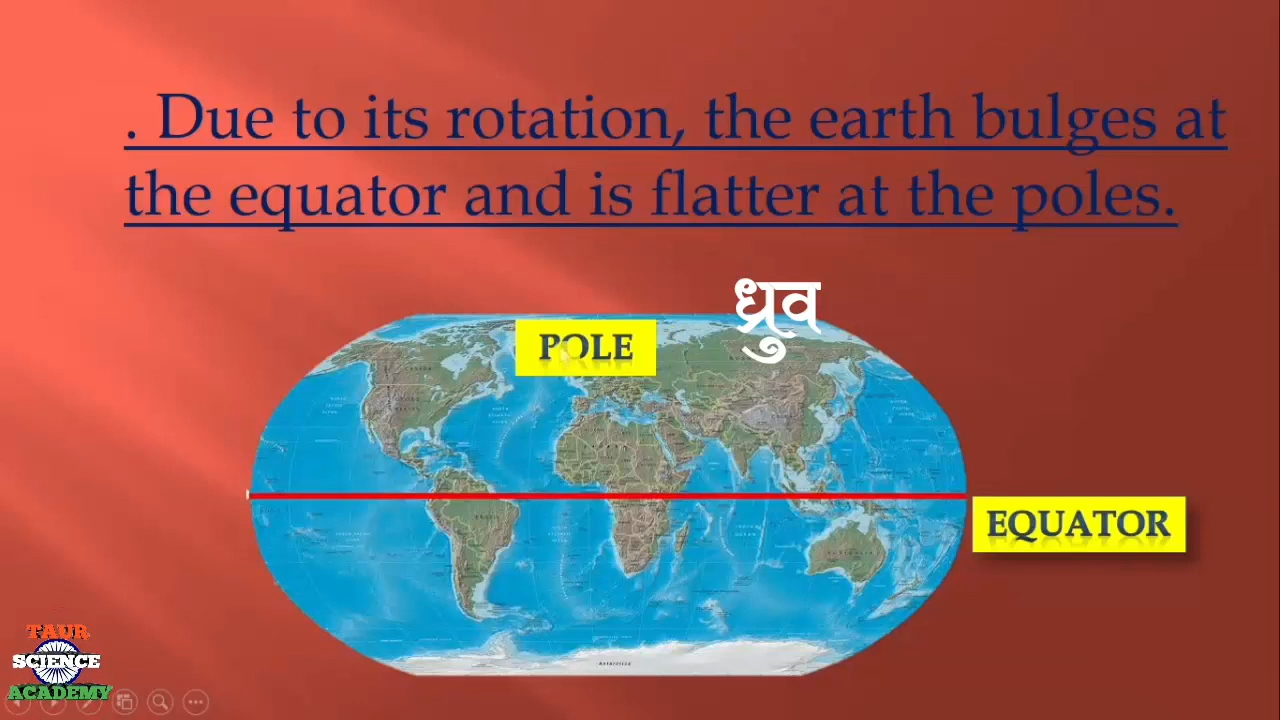 . Due to its rotation, the earth bulges at
the equator and is flatter at the poles.
ध्रुव
POLE
EQUATOR
TAUR
SCIENCE
ACADEMY